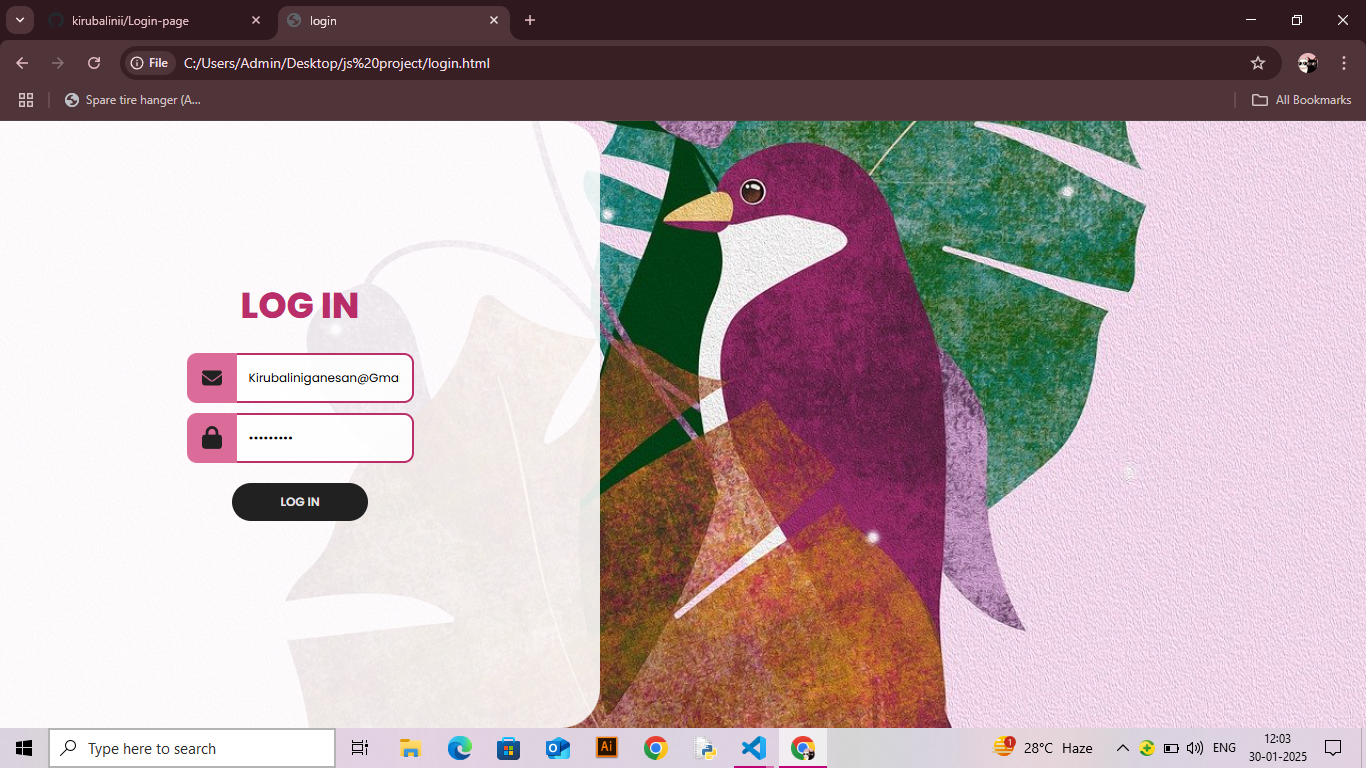 kirubalinii/Login-page
login
File
C:/Users/Admin/Desktop/js%20project/login.html
Spare tire hanger (A...
All Bookmarks
LOG IN
Kirubaliniganesan@Gma
LOG IN
Type here to search
Ai
1
28°C Haze
ENG
12:03
30-01-2025